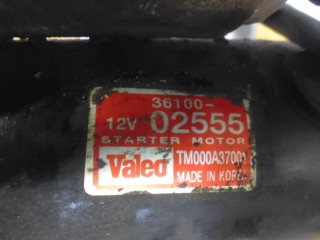 36100-
12V 02555
STARTER MOTOR
Valeo TM000A37001
MADE IN KOREA